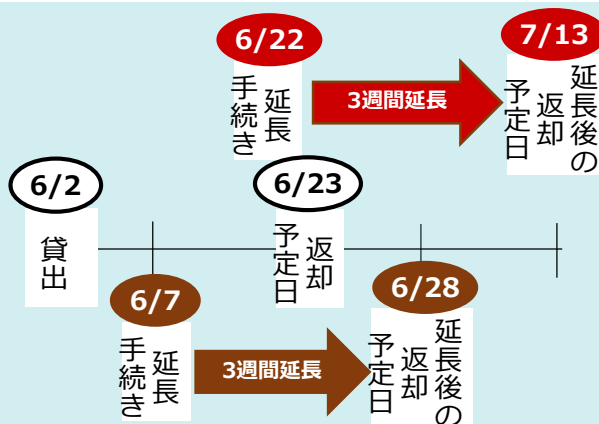 6/22
延長
手続き
3週間延長
7/13
延長後の
返却
予定日
6/2
貸出
6/23
返却
予定日
6/7
延長
手続き
3週間延長
6/28
延長後の
返却
予定日